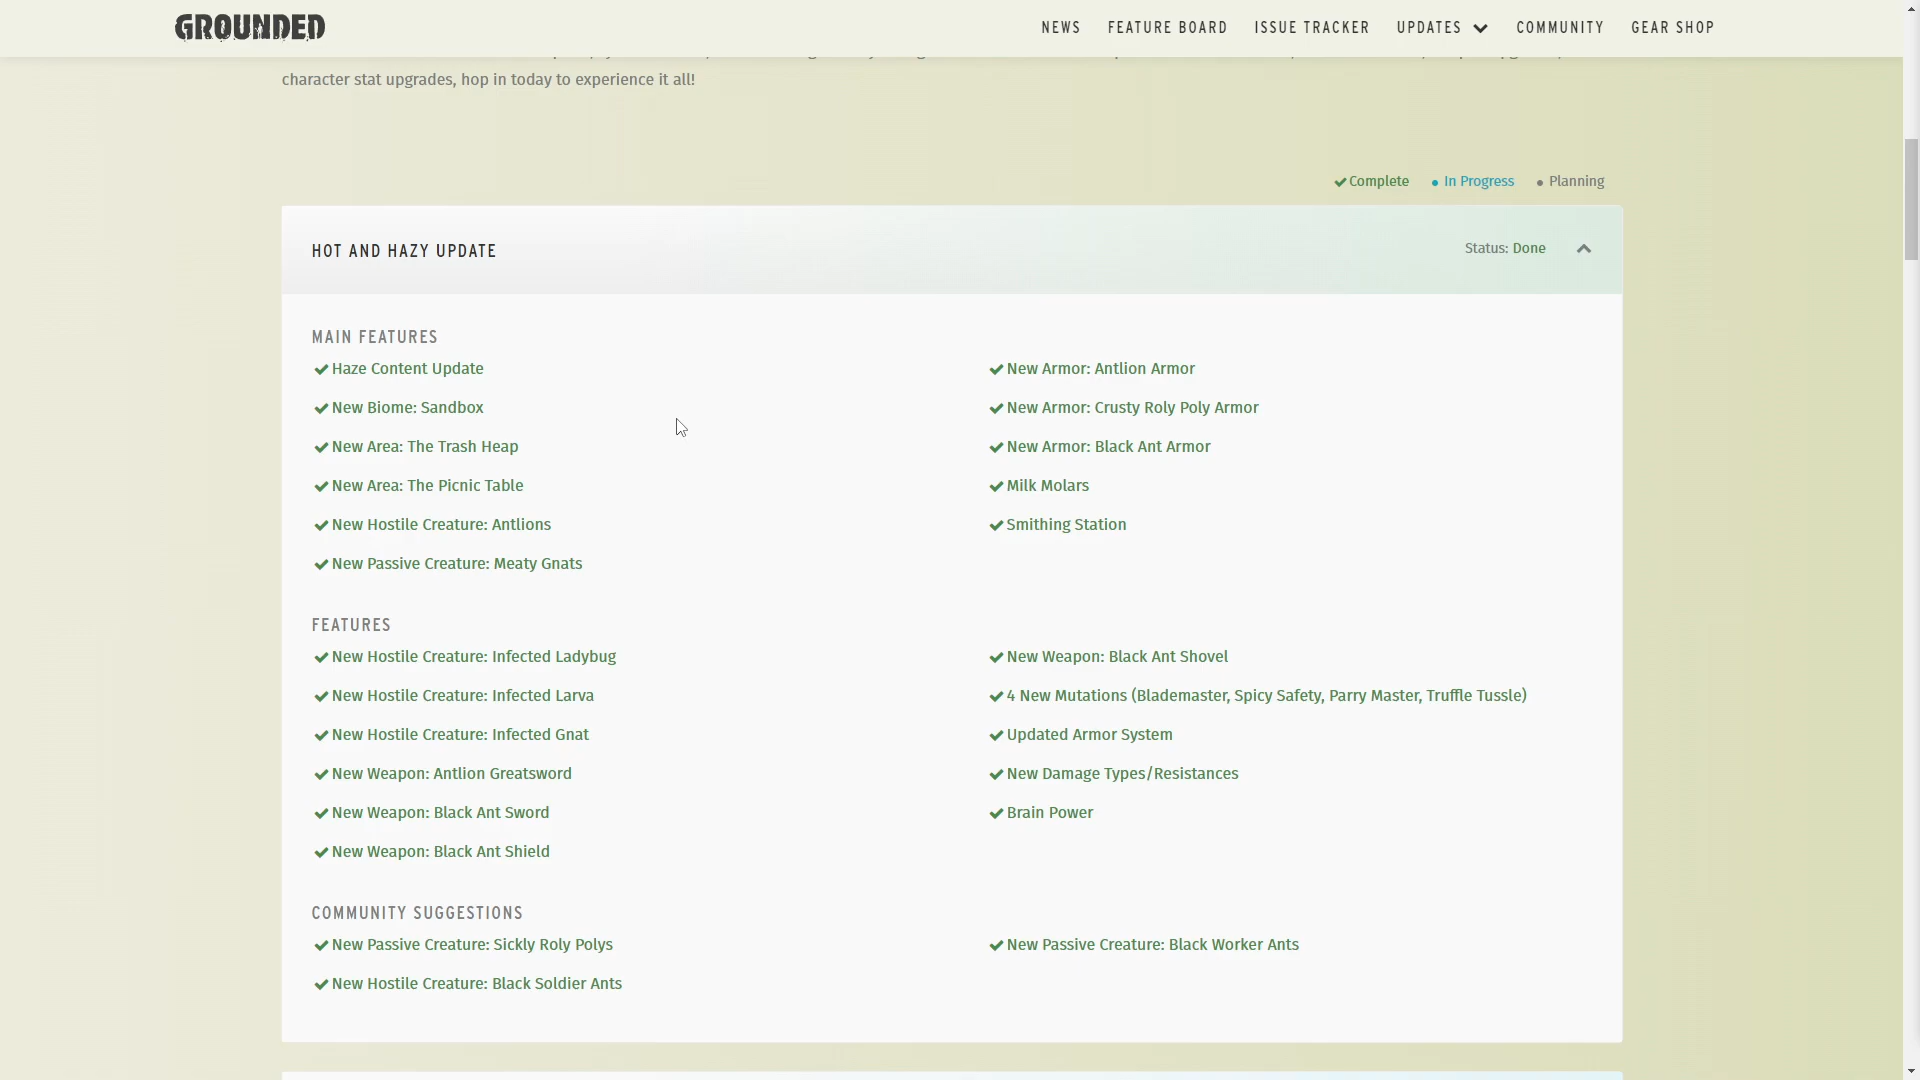 GROUNDED
NEWS
FEATURE BOARD
ISSUE TRACKER
UPDATES
COMMUNITY
GEAR SHOP
character stat upgrades, hop in today to experience it all!
Complete
In Progress
Planning
HOT AND HAZY UPDATE
Status: Done
MAIN FEATURES
Haze Content Update
New Biome: Sandbox
New Area: The Trash Heap
New Area: The Picnic Table
New Hostile Creature: Antlions
New Passive Creature: Meaty Gnats
New Armor: Antlion Armor
New Armor: Crusty Roly Poly Armor
New Armor: Black Ant Armor
Milk Molars
Smithing Station
FEATURES
New Hostile Creature: Infected Ladybug
New Hostile Creature: Infected Larva
New Hostile Creature: Infected Gnat
New Weapon: Antlion Greatsword
New Weapon: Black Ant Sword
New Weapon: Black Ant Shield
New Weapon: Black Ant Shovel
4 New Mutations (Blademaster, Spicy Safety, Parry Master, Truffle Tussle)
Updated Armor System
New Damage Types/Resistances
Brain Power
COMMUNITY SUGGESTIONS
New Passive Creature: Sickly Roly Polys
New Hostile Creature: Black Soldier Ants
New Passive Creature: Black Worker Ants